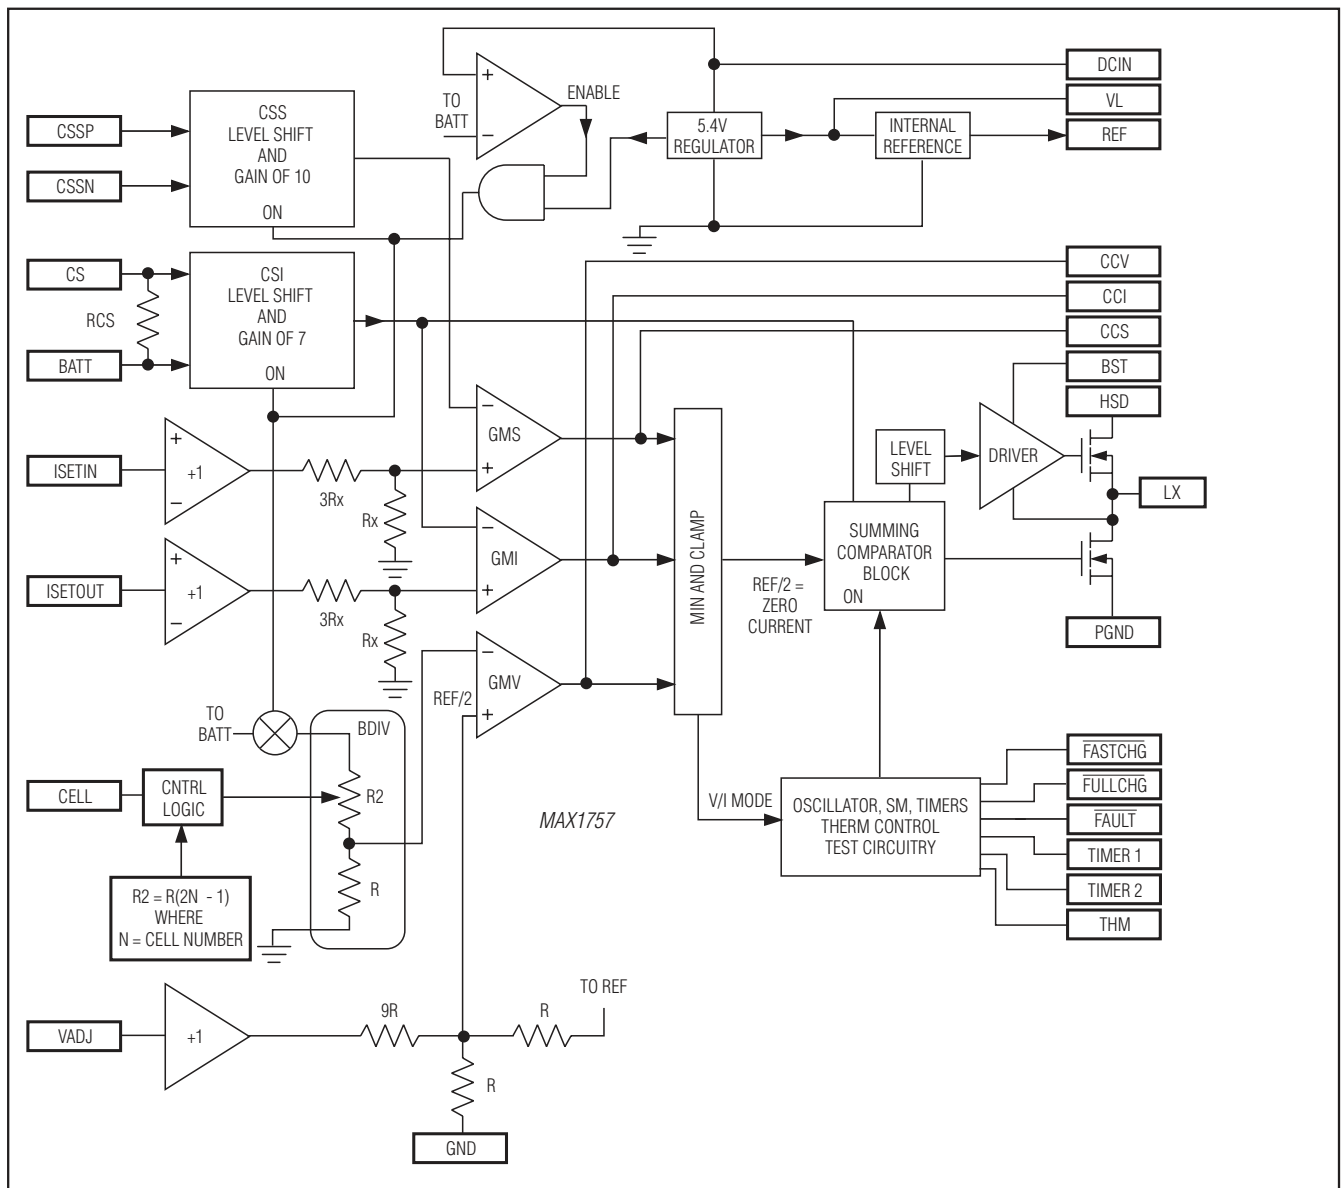 DCIN
VL
REF
+
TO
BATT
−
ENABLE
5.4V
REGULATOR
INTERNAL
REFERENCE
CSSP
CSSN
CSS
LEVEL SHIFT
AND
GAIN OF 10
ON
CS
RCS
BATT
CSI
LEVEL SHIFT
AND
GAIN OF 7
ON
CCV
CCI
CCS
BST
HSD
ISETIN
+
+1
−
3Rx
Rx
−
GMS
+
ISETOUT
+
+1
−
3Rx
Rx
−
GMI
+
MIN AND CLAMP
REF/2 =
ZERO
CURRENT
LEVEL
SHIFT
DRIVER
LX
SUMMING
COMPARATOR
BLOCK
ON
PGND
−
GMV
+
REF/2
TO
BATT
BDIV
R2
R
CELL
CNTRL
LOGIC
R2 = R(2N - 1)
WHERE
N = CELL NUMBER
MAX1757
V/I MODE
OSCILLATOR, SM, TIMERS
THERM CONTROL
TEST CIRCUITRY
FASTCHG
FULLCHG
FAULT
TIMER 1
TIMER 2
THM
VADJ
+1
9R
R
TO REF
R
GND